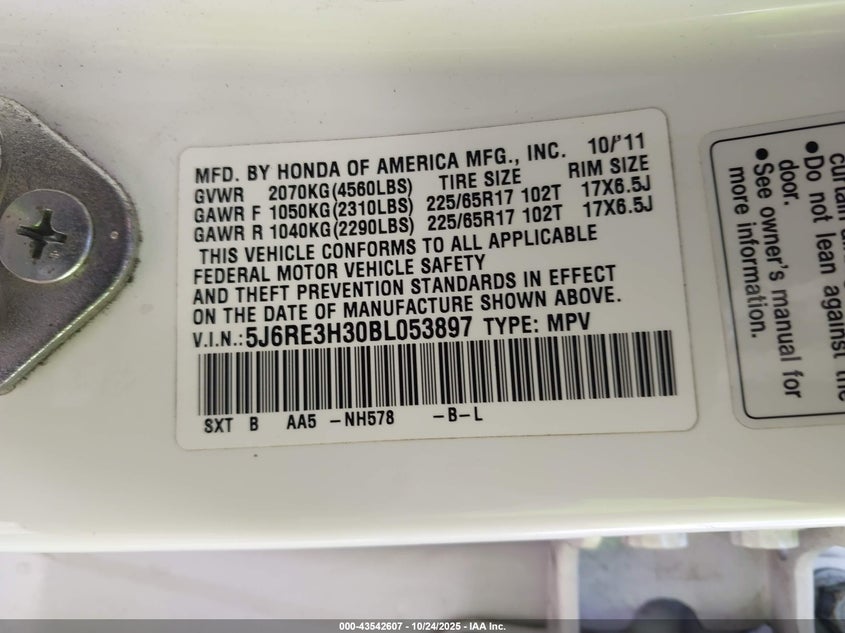 MFD. BY HONDA OF AMERICA MFG., INC. 10/'11
GVWR 2070KG(4560LBS) TIRE SIZE RIM SIZE
GAWR F 1050KG(2310LBS) 225/65R17 102T 17X6.5J
GAWR R 1040KG(2290LBS) 225/65R17 102T 17X6.5J
THIS VEHICLE CONFORMS TO ALL APPLICABLE
FEDERAL MOTOR VEHICLE SAFETY
AND THEFT PREVENTION STANDARDS IN EFFECT
ON THE DATE OF MANUFACTURE SHOWN ABOVE.
V.I.N.: 5J6RE3H30BL053897 TYPE: MPV
SXT B AA5 -NH578 -B-L
●Do not lean against the
door.
●See owner's manual for
more information.
000-43542607 - 10/24/2025 - IAA Inc.